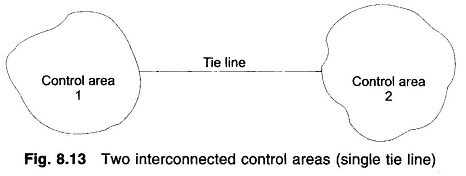 Tie line
Control area
1
Control area
2
Fig. 8.13 Two interconnected control areas (single tie line)